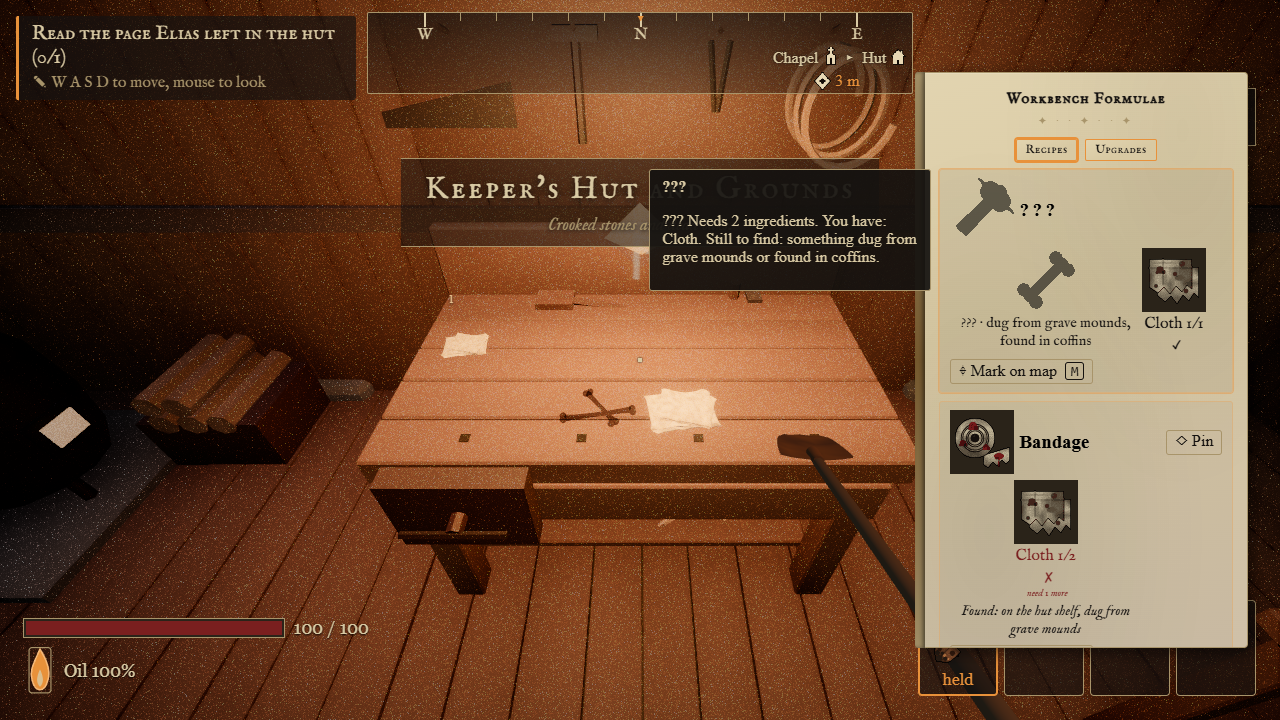 Read the page Elias left in the hut
(0/1)
W A S D to move, mouse to look
W
N
E
Chapel ▸ Hut
3 m
Keeper's Hut and Grounds
Crooked stones a
???
??? Needs 2 ingredients. You have:
Cloth. Still to find: something dug from
grave mounds or found in coffins.
1
Workbench Formulae
Recipes
Upgrades
? ? ?
??? · dug from grave mounds,
found in coffins
Cloth 1/1
✓
Mark on map M
Bandage
Pin
Cloth 1/2
✗
need 1 more
Found: on the hut shelf, dug from
grave mounds
100 / 100
Oil 100%
held